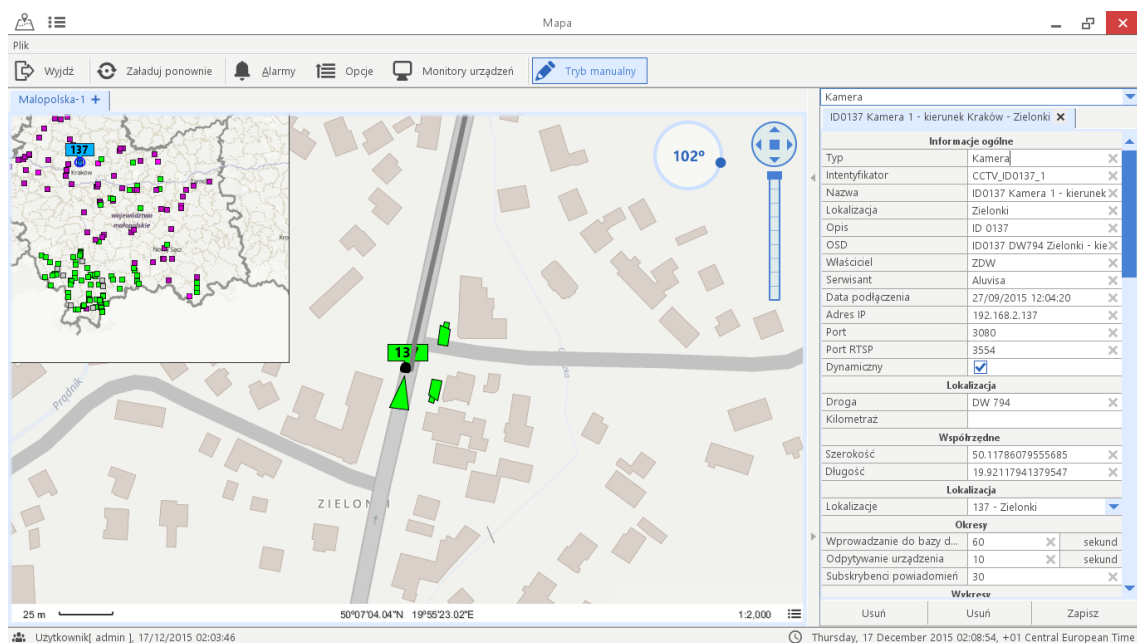 Mapa
Plik
Wyjdź Załaduj ponownie Alarmy Opcje Monitory urządzeń Tryb manualny
Malopolska-1 +
137
Kraków
województwo
małopolskie
Nowy Sącz
Kro
102°
137
Prądnik
ZIELON
25 m 50°07'04.04"N 19°55'23.02"E 1:2,000
Kamera
ID0137 Kamera 1 - kierunek Kraków - Zielonki
Informacje ogólne
Typ Kamera
Intentyfikator CCTV_ID0137_1
Nazwa ID0137 Kamera 1 - kierunek
Lokalizacja Zielonki
Opis ID 0137
OSD ID0137 DW794 Zielonki - kie
Właściciel ZDW
Serwisant Aluvisa
Data podłączenia 27/09/2015 12:04:20
Adres IP 192.168.2.137
Port 3080
Port RTSP 3554
Dynamiczny
Lokalizacja
Droga DW 794
Kilometraż
Współrzędne
Szerokość 50.11786079555685
Długość 19.92117941379547
Lokalizacja
Lokalizacje 137 - Zielonki
Okresy
Wprowadzanie do bazy d... 60 sekund
Odpytywanie urządzenia 10 sekund
Subskrybenci powiadomień 30
Wykresy
Usuń Usuń Zapisz
Użytkownik[ admin ], 17/12/2015 02:03:46 Thursday, 17 December 2015 02:08:54, +01 Central European Time